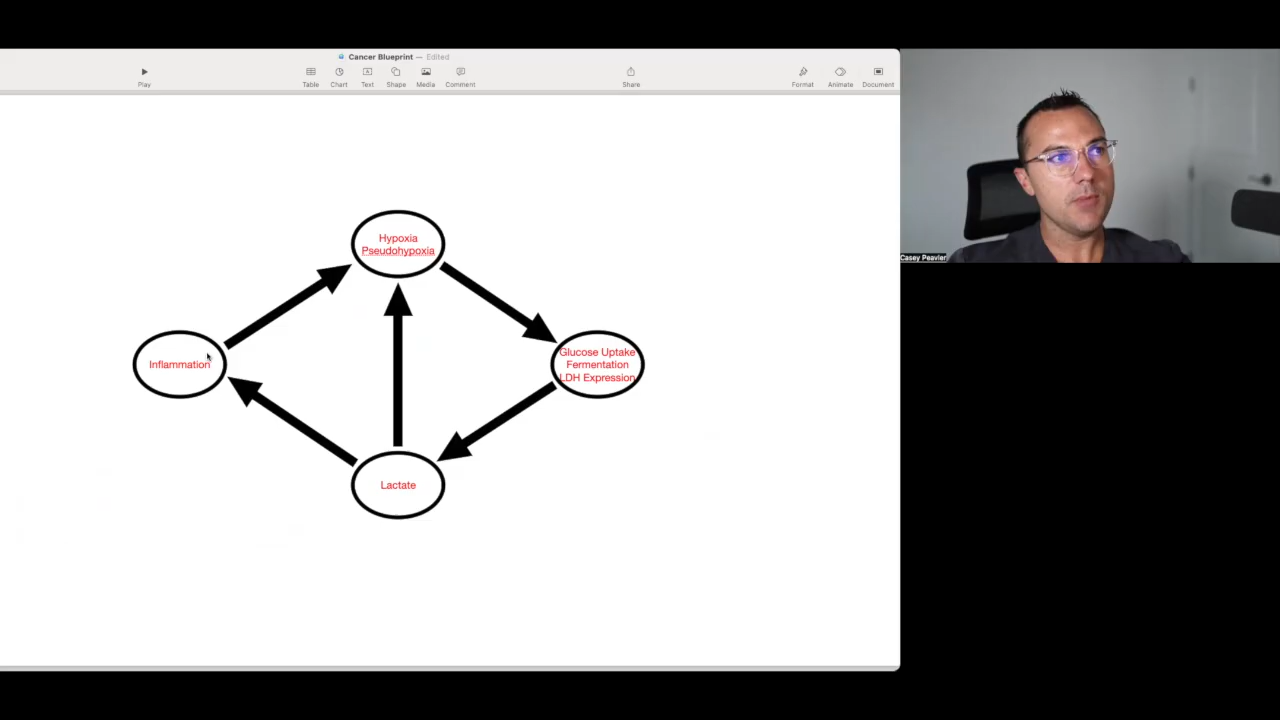 Cancer Blueprint — Edited
Play
Table
Chart
Text
Shape
Media
Comment
Share
Format
Animate
Document
Hypoxia
Pseudohypoxia
Inflammation
Glucose Uptake
Fermentation
LDH Expression
Lactate
Casey Peavler